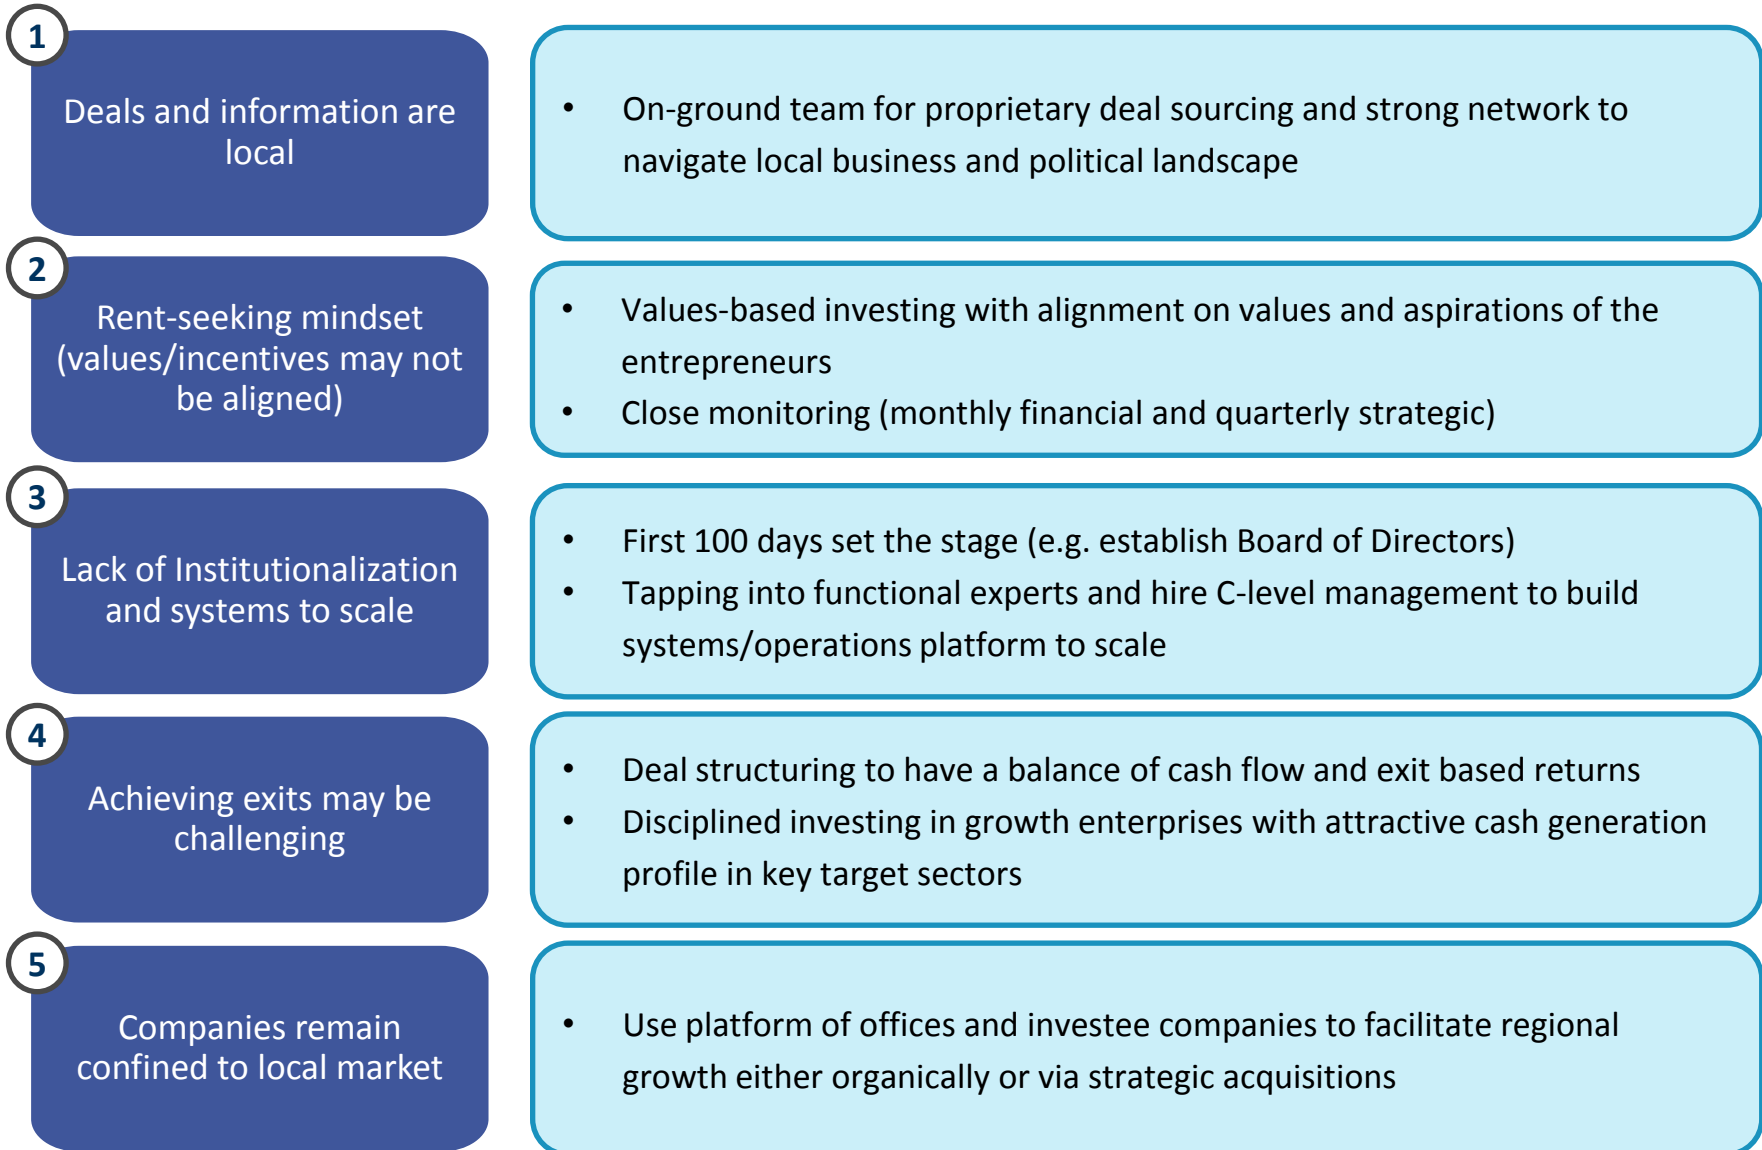 1
Deals and information are
local
• On-ground team for proprietary deal sourcing and strong network to
navigate local business and political landscape
2
Rent-seeking mindset
(values/incentives may not
be aligned)
• Values-based investing with alignment on values and aspirations of the
entrepreneurs
• Close monitoring (monthly financial and quarterly strategic)
3
Lack of Institutionalization
and systems to scale
• First 100 days set the stage (e.g. establish Board of Directors)
• Tapping into functional experts and hire C-level management to build
systems/operations platform to scale
4
Achieving exits may be
challenging
• Deal structuring to have a balance of cash flow and exit based returns
• Disciplined investing in growth enterprises with attractive cash generation
profile in key target sectors
5
Companies remain
confined to local market
• Use platform of offices and investee companies to facilitate regional
growth either organically or via strategic acquisitions